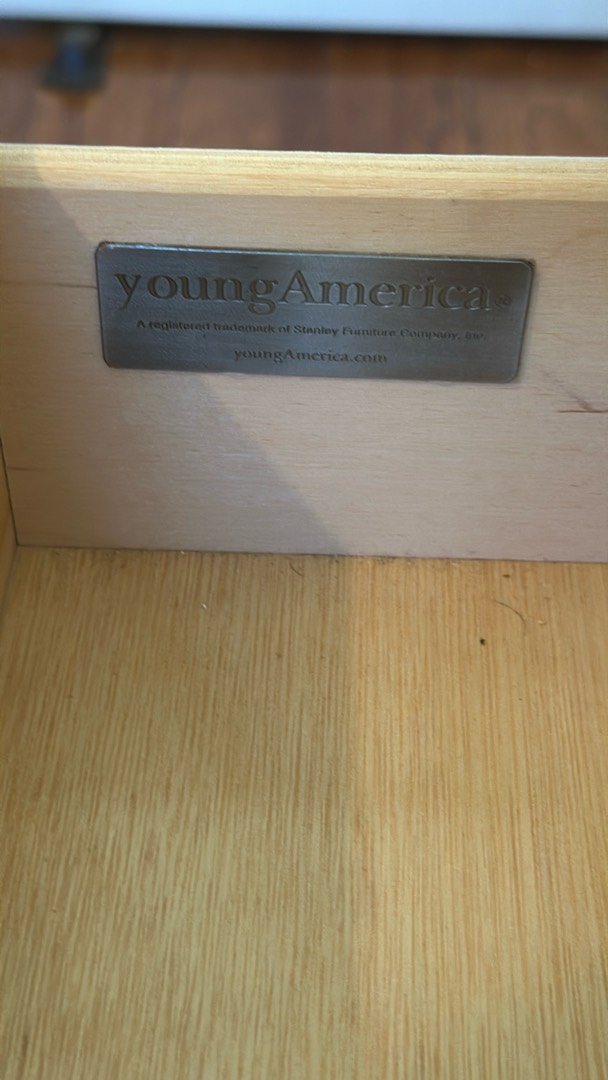 youngAmerica®
A registered trademark of Stanley Furniture Company, Inc.
youngAmerica.com